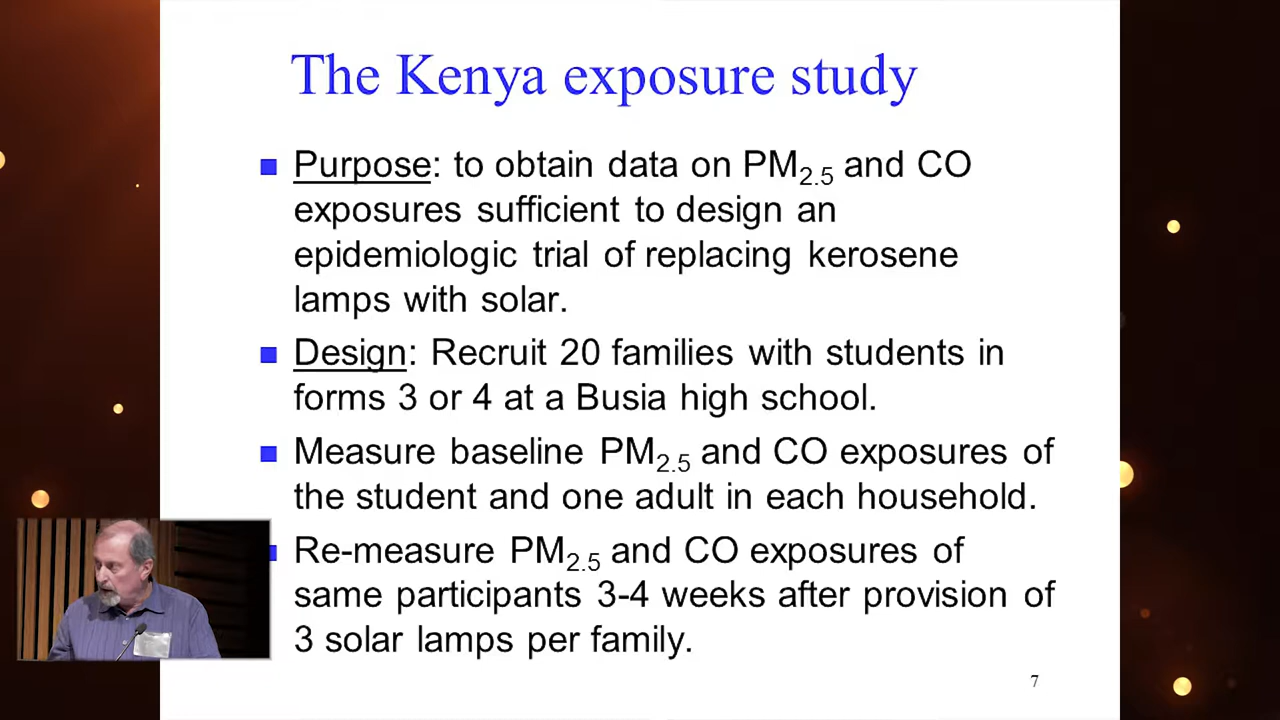 The Kenya exposure study
Purpose: to obtain data on PM2.5 and CO
exposures sufficient to design an
epidemiologic trial of replacing kerosene
lamps with solar.
Design: Recruit 20 families with students in
forms 3 or 4 at a Busia high school.
Measure baseline PM2.5 and CO exposures of
the student and one adult in each household.
Re-measure PM2.5 and CO exposures of
same participants 3-4 weeks after provision of
3 solar lamps per family.
7